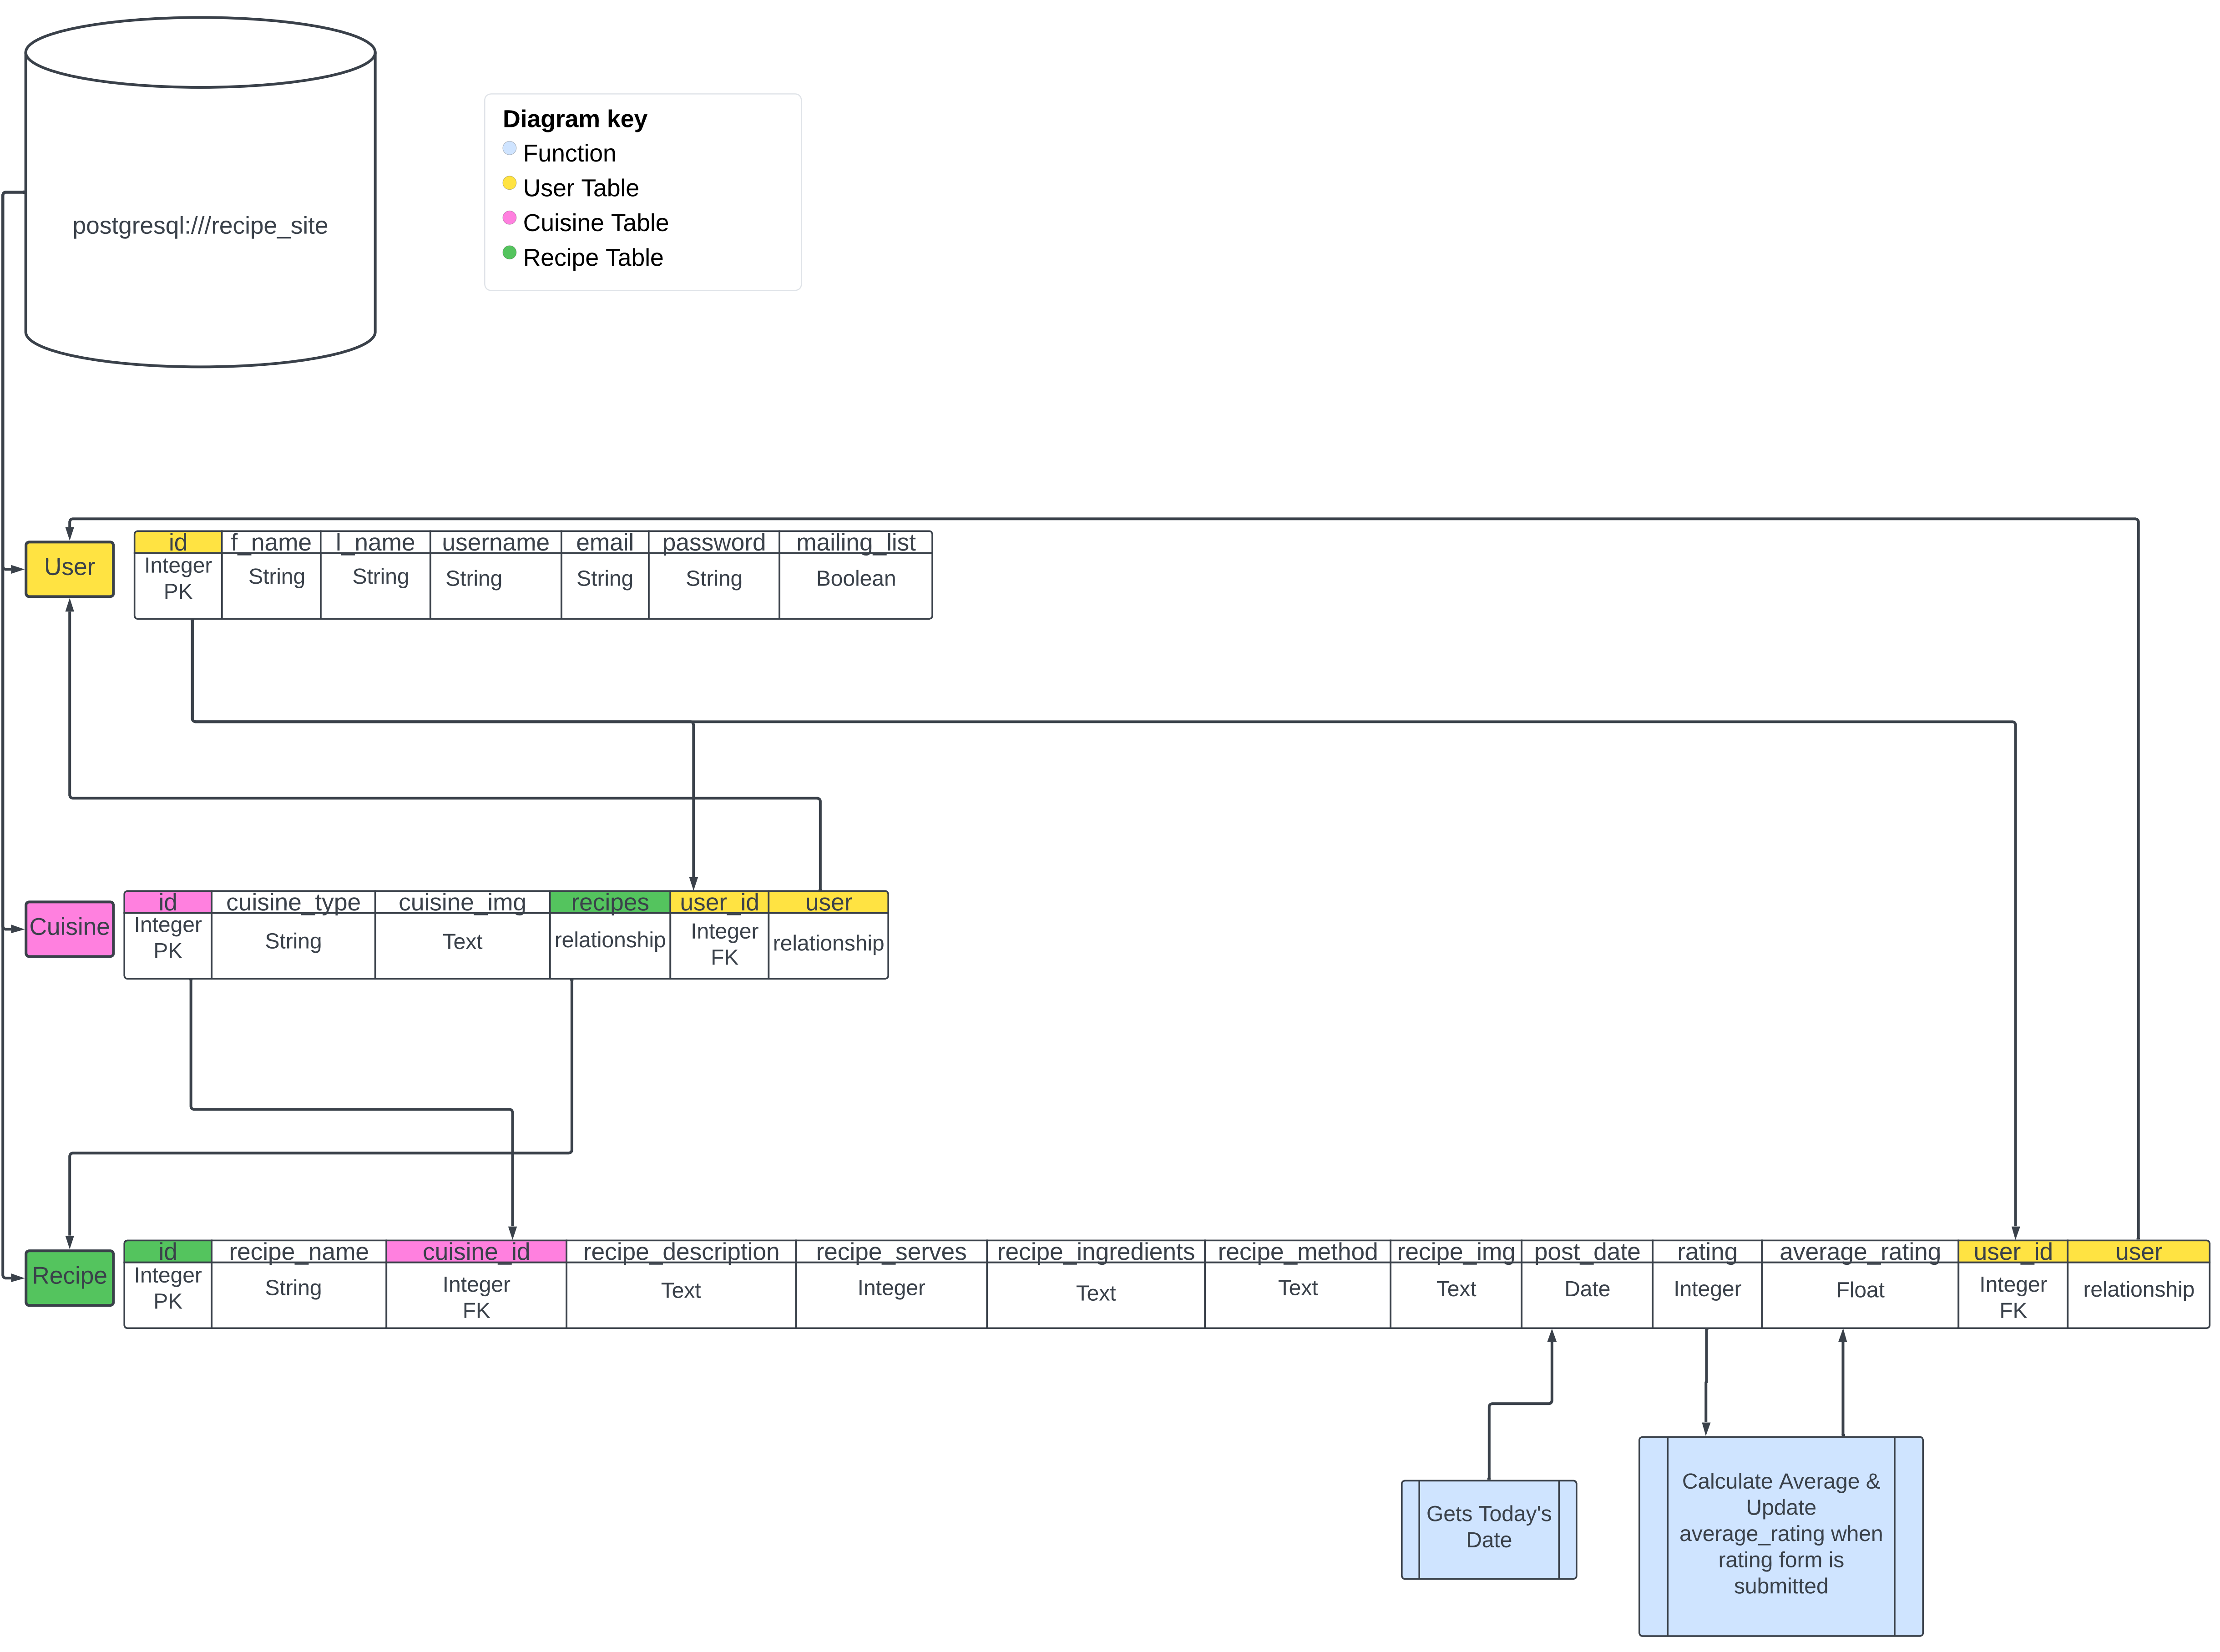 postgresql:///recipe_site
Diagram key
Function
User Table
Cuisine Table
Recipe Table
User
id f_name l_name username email password mailing_list
Integer String String String String String Boolean
PK
Cuisine
id cuisine_type cuisine_img recipes user_id user
Integer String Text relationship Integer relationship
PK FK
Recipe
id recipe_name cuisine_id recipe_description recipe_serves recipe_ingredients recipe_method recipe_img post_date rating average_rating user_id user
Integer String Integer Text Integer Text Text Text Date Integer Float Integer relationship
PK FK FK
Gets Today's
Date
Calculate Average &
Update
average_rating when
rating form is
submitted